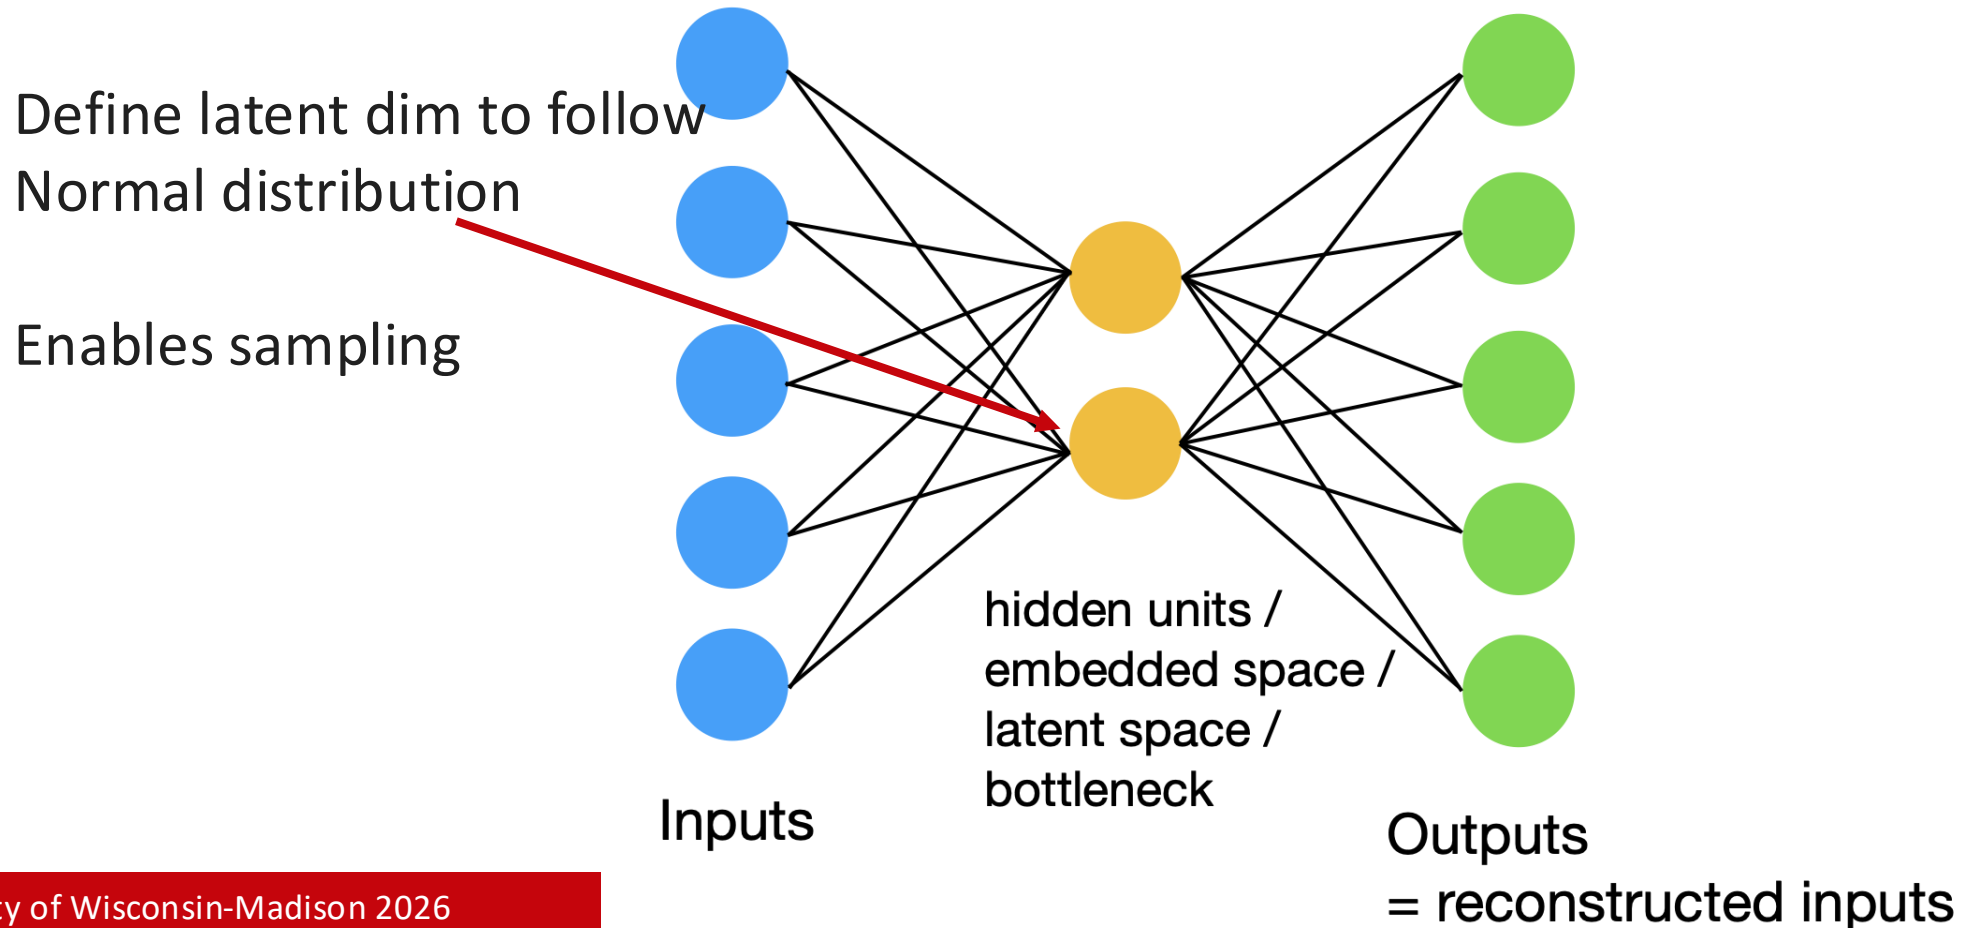 Define latent dim to follow
Normal distribution
Enables sampling
hidden units /
embedded space /
latent space /
bottleneck
Inputs
Outputs
= reconstructed inputs
ty of Wisconsin-Madison 2026